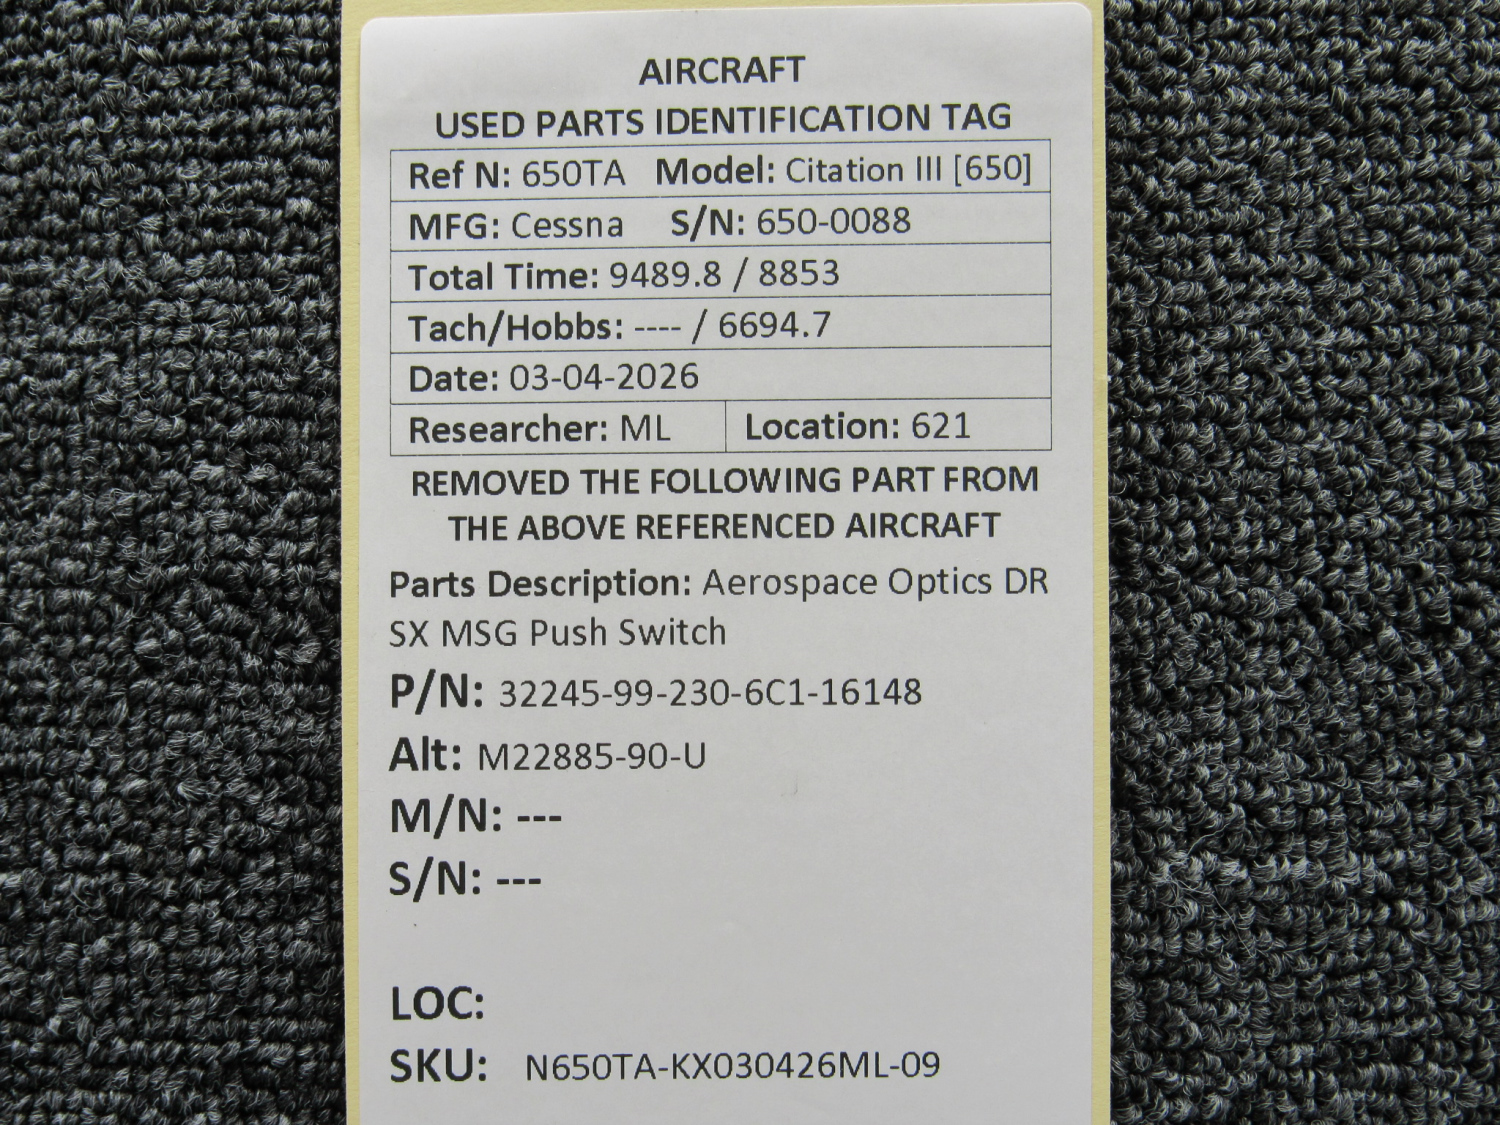 AIRCRAFT
USED PARTS IDENTIFICATION TAG
Ref N: 650TA Model: Citation III [650]
MFG: Cessna S/N: 650-0088
Total Time: 9489.8 / 8853
Tach/Hobbs: ---- / 6694.7
Date: 03-04-2026
Researcher: ML Location: 621
REMOVED THE FOLLOWING PART FROM
THE ABOVE REFERENCED AIRCRAFT
Parts Description: Aerospace Optics DR
SX MSG Push Switch
P/N: 32245-99-230-6C1-16148
Alt: M22885-90-U
M/N: ---
S/N: ---
LOC:
SKU: N650TA-KX030426ML-09